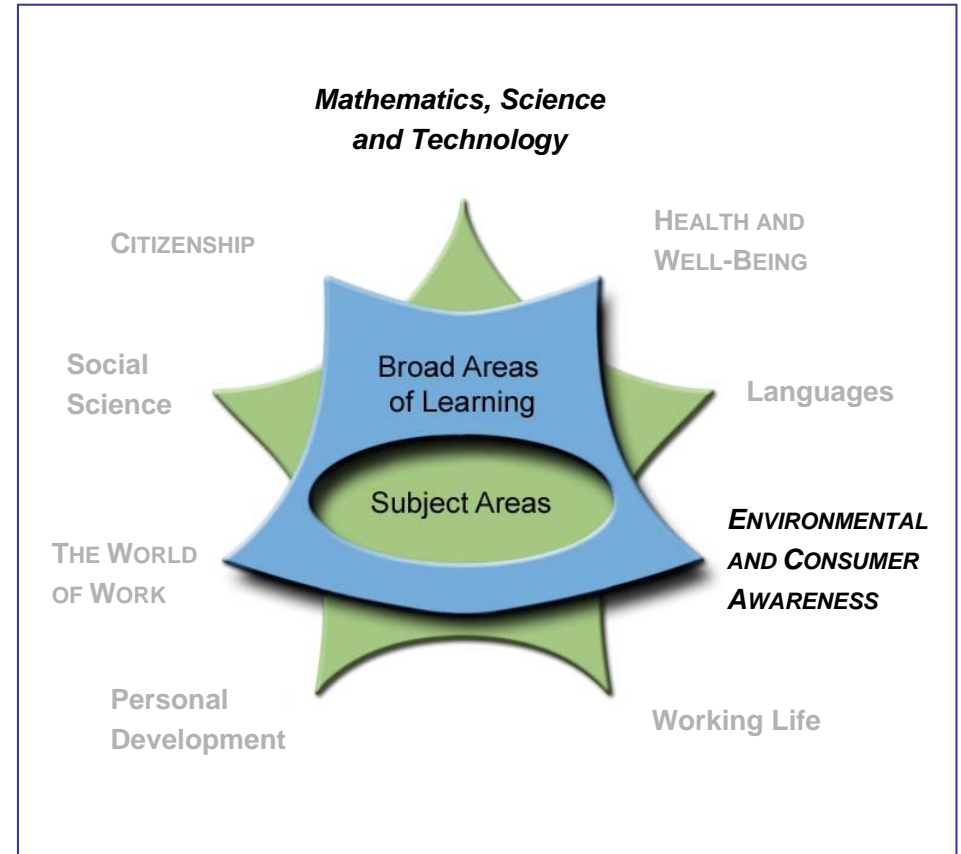 Mathematics, Science
and Technology
CITIZENSHIP
HEALTH AND
WELL-BEING
Social
Science
Broad Areas
of Learning
Languages
Subject Areas
ENVIRONMENTAL
AND CONSUMER
AWARENESS
THE WORLD
OF WORK
Personal
Development
Working Life